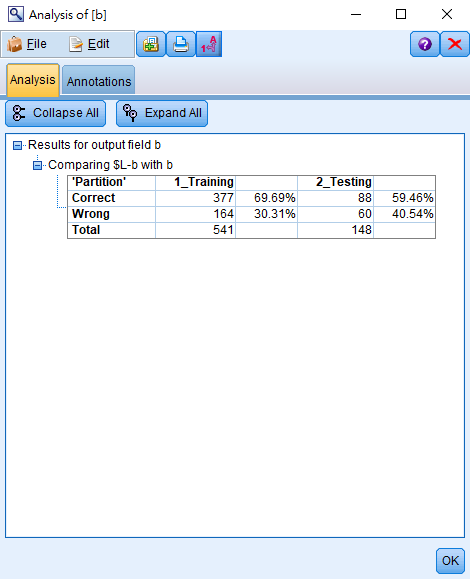 Analysis of [b]
File Edit
Analysis Annotations
Collapse All Expand All
Results for output field b
Comparing $L-b with b
'Partition' 1_Training 2_Testing
Correct 377 69.69% 88 59.46%
Wrong 164 30.31% 60 40.54%
Total 541 148
OK